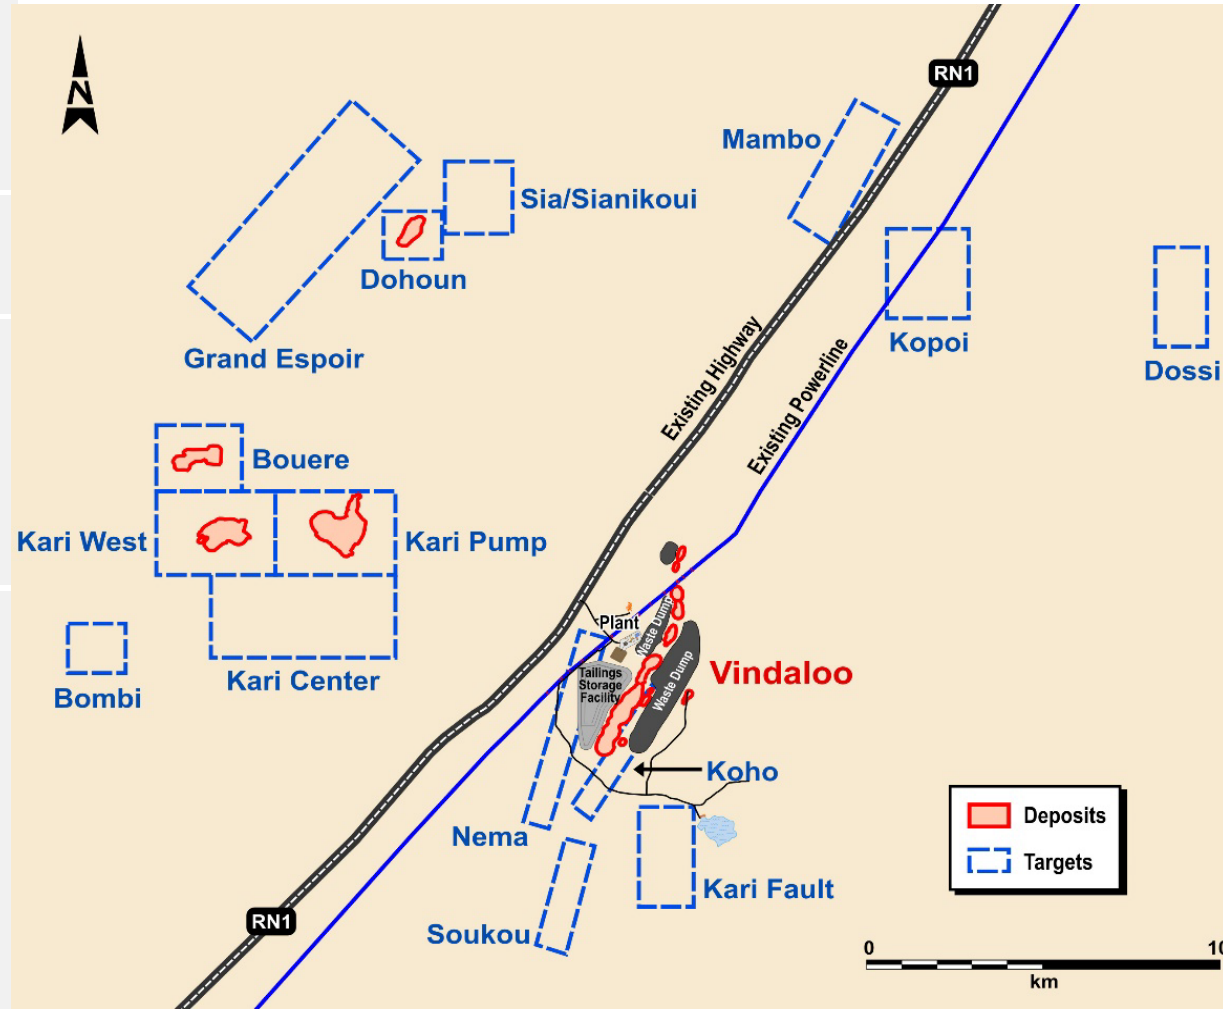 N
RN1
Mambo
Sia/Sianikoui
Dohoun
Grand Espoir
Kopoi
Dossi
Existing Highway
Existing Powerline
Bouere
Kari West
Kari Pump
Kari Center
Bombi
Plant
Waste Dump
Waste Dump
Tailings
Storage
Facility
Vindaloo
Koho
Nema
Kari Fault
Soukou
RN1
Deposits
Targets
0
10
km